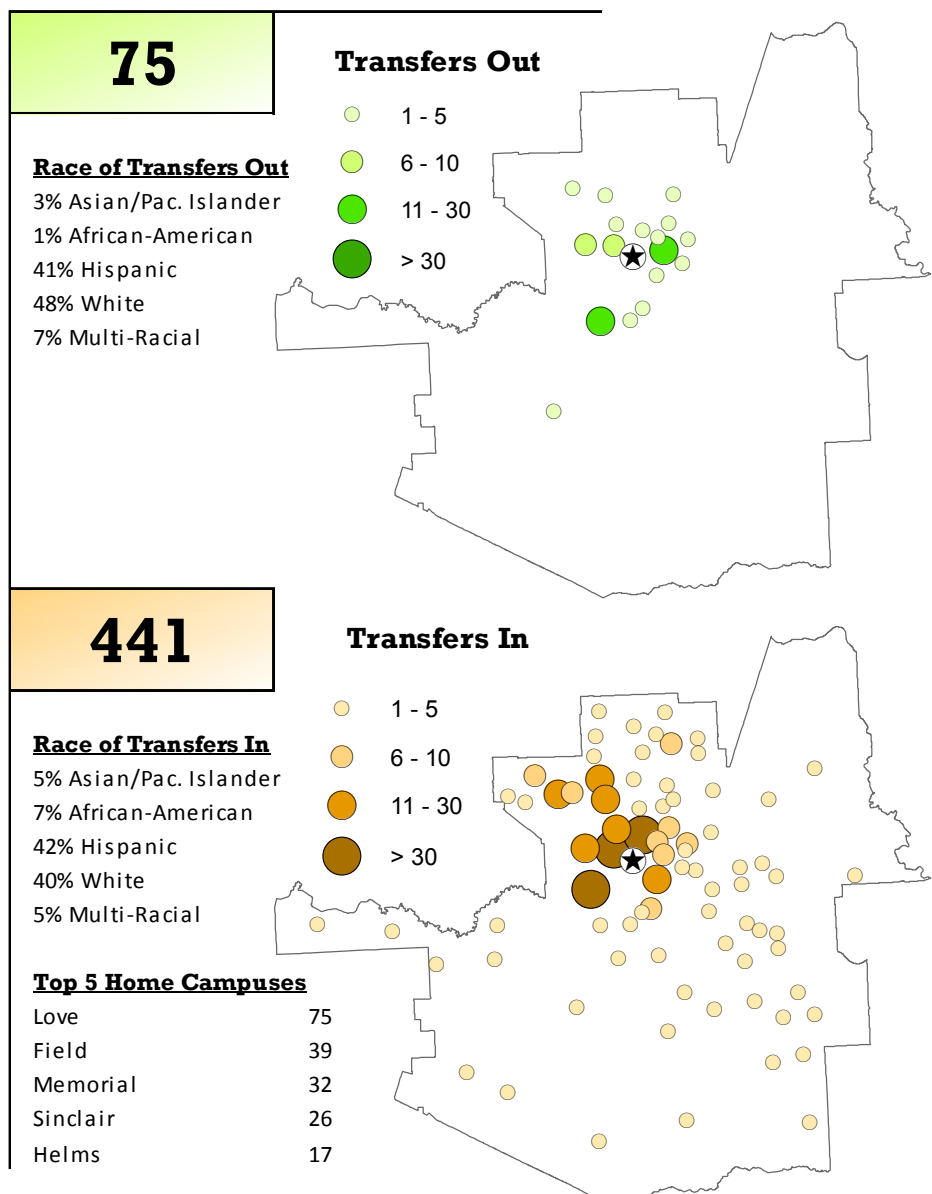 75
Transfers Out
1 - 5
6 - 10
11 - 30
> 30
Race of Transfers Out
3% Asian/Pac. Islander
1% African-American
41% Hispanic
48% White
7% Multi-Racial
441
Transfers In
1 - 5
6 - 10
11 - 30
> 30
Race of Transfers In
5% Asian/Pac. Islander
7% African-American
42% Hispanic
40% White
5% Multi-Racial
Top 5 Home Campuses
Love 75
Field 39
Memorial 32
Sinclair 26
Helms 17